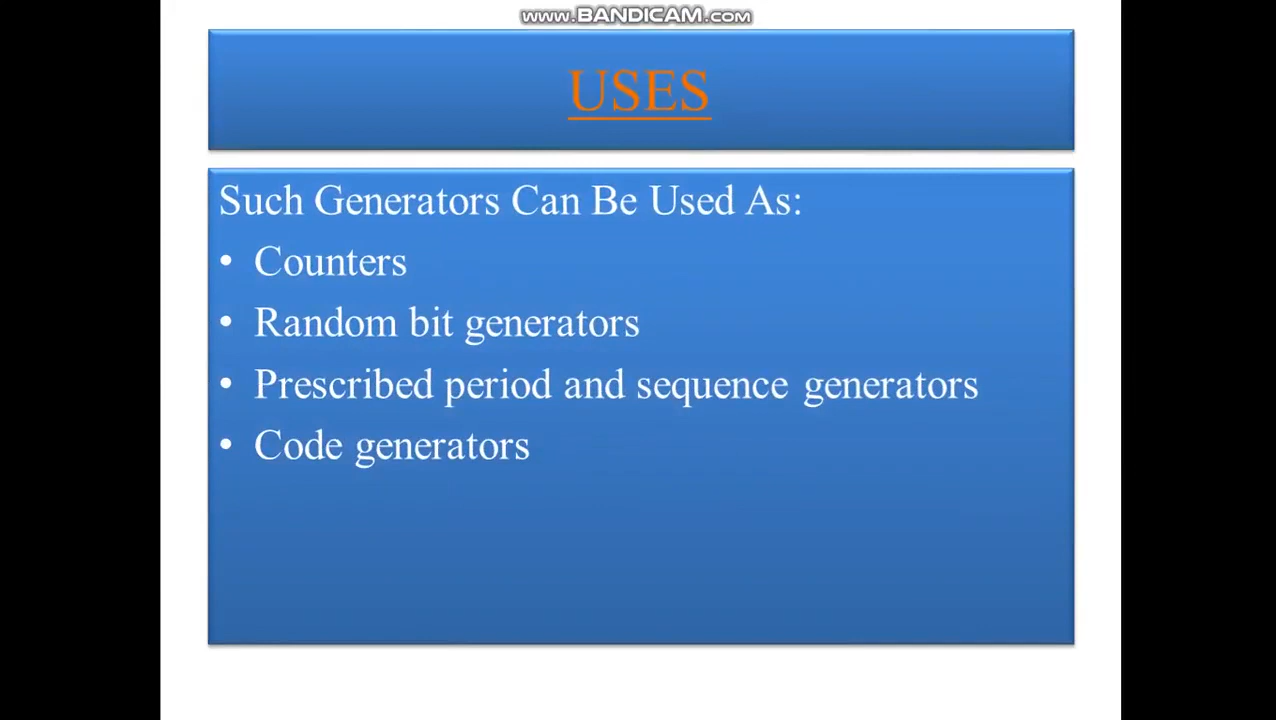 www.BANDICAM.com
USES
Such Generators Can Be Used As:
• Counters
• Random bit generators
• Prescribed period and sequence generators
• Code generators